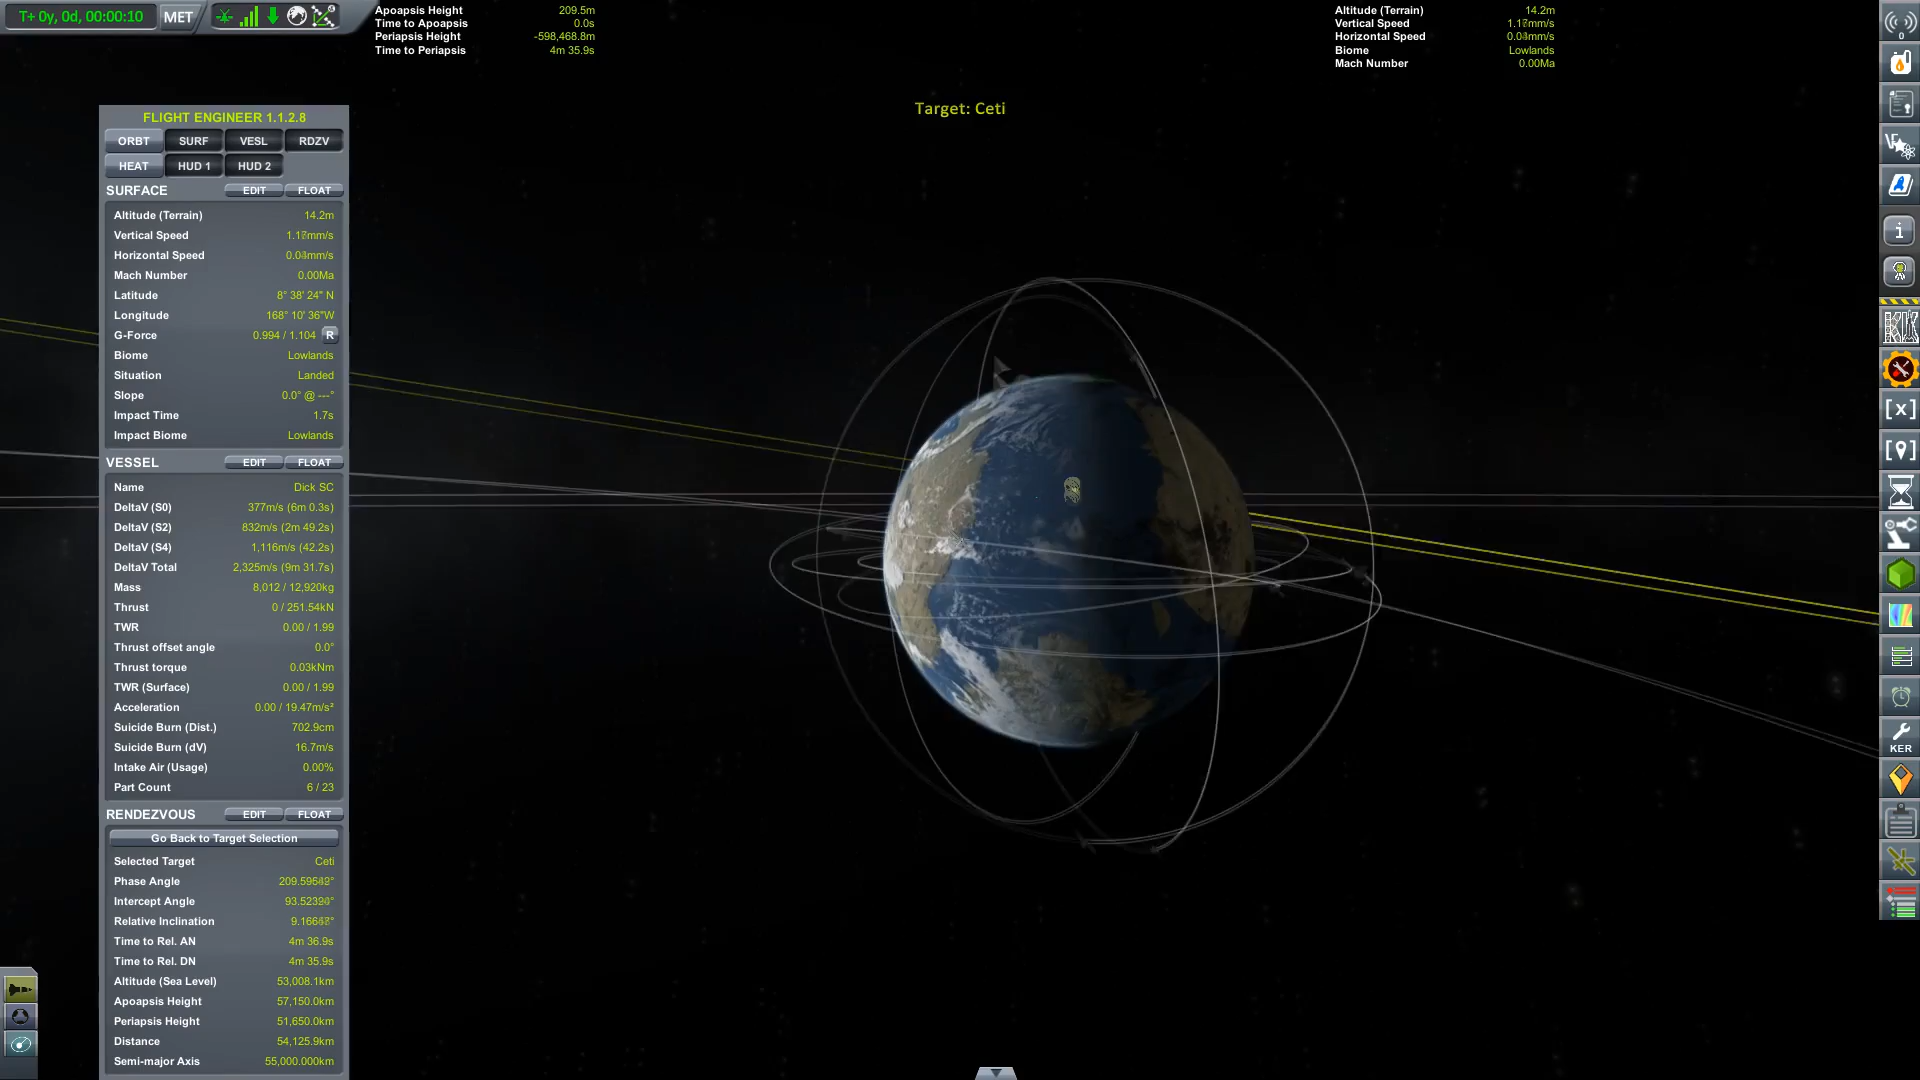 T+ 0y, 0d, 00:00:10 MET
Apoapsis Height 209.5m
Time to Apoapsis 0.0s
Periapsis Height -598,468.8m
Time to Periapsis 4m 35.9s
Altitude (Terrain) 14.2m
Vertical Speed
Horizontal Speed
Biome Lowlands
Mach Number 0.00Ma
Target: Ceti
FLIGHT ENGINEER 1.1.2.8
ORBT SURF VESL RDZV
HEAT HUD 1 HUD 2
SURFACE EDIT FLOAT
Altitude (Terrain) 14.2m
Vertical Speed
Horizontal Speed
Mach Number 0.00Ma
Latitude 8° 38' 24" N
Longitude 168° 10' 36"W
G-Force 0.994 / 1.104 R
Biome Lowlands
Situation Landed
Slope 0.0° @ ---°
Impact Time 1.7s
Impact Biome Lowlands
VESSEL EDIT FLOAT
Name Dick SC
DeltaV (S0) 377m/s (6m 0.3s)
DeltaV (S2) 832m/s (2m 49.2s)
DeltaV (S4) 1,116m/s (42.2s)
DeltaV Total 2,325m/s (9m 31.7s)
Mass 8,012 / 12,920kg
Thrust 0 / 251.54kN
TWR 0.00 / 1.99
Thrust offset angle 0.0°
Thrust torque 0.03kNm
TWR (Surface) 0.00 / 1.99
Acceleration 0.00 / 19.47m/s²
Suicide Burn (Dist.) 702.9cm
Suicide Burn (dV) 16.7m/s
Intake Air (Usage) 0.00%
Part Count 6 / 23
RENDEZVOUS EDIT FLOAT
Go Back to Target Selection
Selected Target Ceti
Phase Angle
Intercept Angle
Relative Inclination
Time to Rel. AN 4m 36.9s
Time to Rel. DN 4m 35.9s
Altitude (Sea Level) 53,008.1km
Apoapsis Height 57,150.0km
Periapsis Height 51,650.0km
Distance 54,125.9km
Semi-major Axis 55,000.000km
0
i
[x]
KER